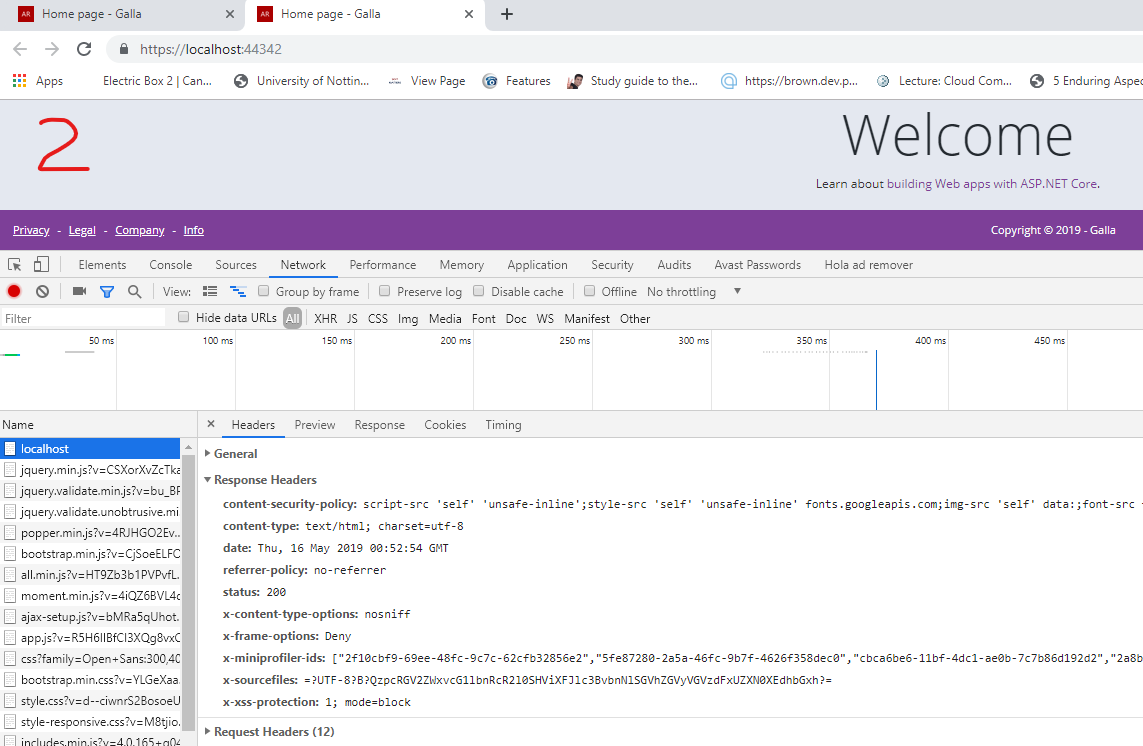 Home page - Galla
Home page - Galla
https://localhost:44342
Apps Electric Box 2 | Can... University of Nottin... View Page Features Study guide to the... https://brown.dev.p... Lecture: Cloud Com... 5 Enduring Aspec
2
Welcome
Learn about building Web apps with ASP.NET Core.
Privacy - Legal - Company - Info
Copyright © 2019 - Galla
Elements Console Sources Network Performance Memory Application Security Audits Avast Passwords Hola ad remover
View: Group by frame Preserve log Disable cache Offline No throttling
Filter Hide data URLs All XHR JS CSS Img Media Font Doc WS Manifest Other
50 ms 100 ms 150 ms 200 ms 250 ms 300 ms 350 ms 400 ms 450 ms
Name
localhost
jquery.min.js?v=CSXorXvZcTka
jquery.validate.min.js?v=bu_BF
jquery.validate.unobtrusive.mi
popper.min.js?v=4RJHGO2Ev...
bootstrap.min.js?v=CjSoeELFC
all.min.js?v=HT9Zb3b1PVPvfL.
moment.min.js?v=4iQZ6BVL4c
ajax-setup.js?v=bMRa5qUhot.
app.js?v=R5H6IIBfCI3XQg8vxC
css?family=Open+Sans:300,40
bootstrap.min.css?v=YLGeXaa.
style.css?v=d--ciwnrS2BosoeU
style-responsive.css?v=M8tjio.
includes.min.js?v=4.0.165+g04
Headers Preview Response Cookies Timing
General
Response Headers
content-security-policy: script-src 'self' 'unsafe-inline';style-src 'self' 'unsafe-inline' fonts.googleapis.com;img-src 'self' data:;font-src
content-type: text/html; charset=utf-8
date: Thu, 16 May 2019 00:52:54 GMT
referrer-policy: no-referrer
status: 200
x-content-type-options: nosniff
x-frame-options: Deny
x-miniprofiler-ids: ["2f10cbf9-69ee-48fc-9c7c-62cfb32856e2","5fe87280-2a5a-46fc-9b7f-4626f358dec0","cbca6be6-11bf-4dc1-ae0b-7c7b86d192d2","2a8b
x-sourcefiles: =?UTF-8?B?QzpcRGV2ZWxvcG1lbnRcR2l0SHViXFJlc3BvbnNlSGVhZGVyVGVzdFxUZXN0XEdhbGxh?=
x-xss-protection: 1; mode=block
Request Headers (12)